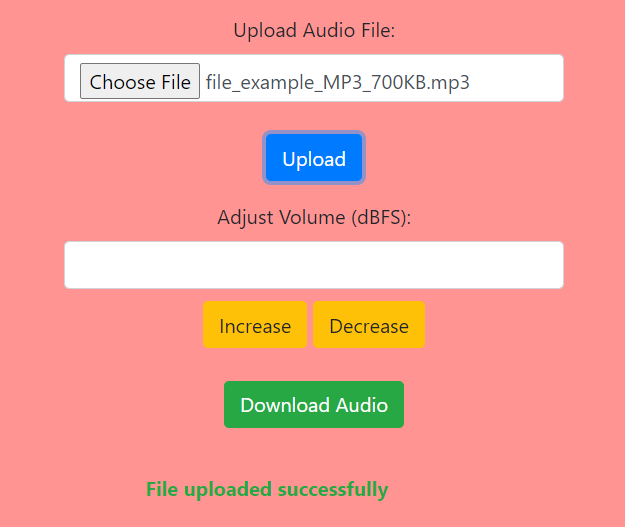 Upload Audio File:
Choose File file_example_MP3_700KB.mp3
Upload
Adjust Volume (dBFS):
Increase Decrease
Download Audio
File uploaded successfully